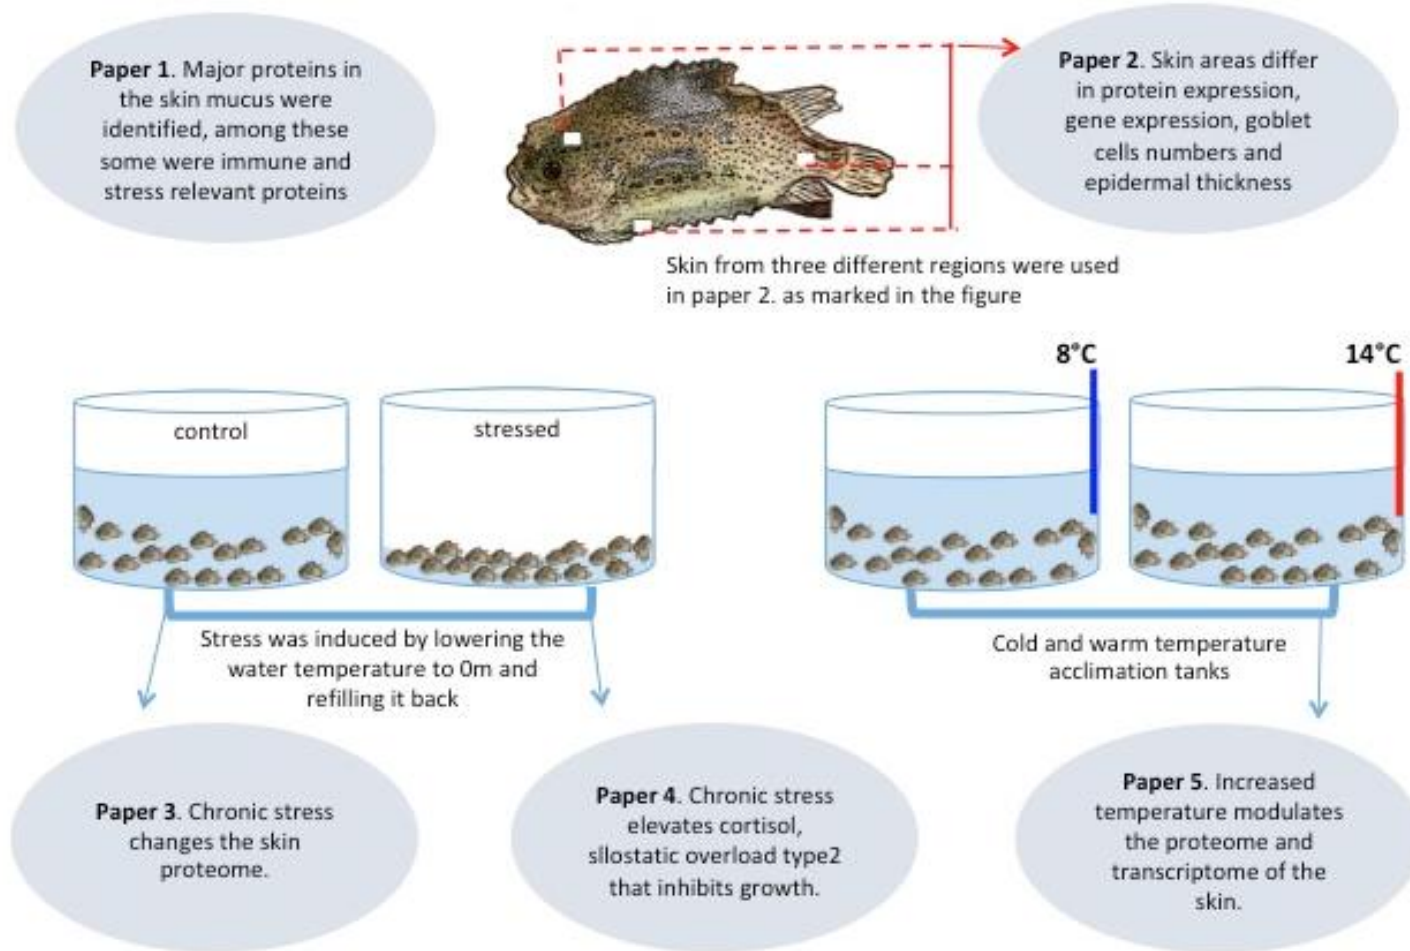 Paper 1. Major proteins in
the skin mucus were
identified, among these
some were immune and
stress relevant proteins
Paper 2. Skin areas differ
in protein expression,
gene expression, goblet
cells numbers and
epidermal thickness
Skin from three different regions were used
in paper 2. as marked in the figure
8°C
14°C
control
stressed
Stress was induced by lowering the
water temperature to 0m and
refilling it back
Cold and warm temperature
acclimation tanks
Paper 3. Chronic stress
changes the skin
proteome.
Paper 4. Chronic stress
elevates cortisol,
sllostatic overload type2
that inhibits growth.
Paper 5. Increased
temperature modulates
the proteome and
transcriptome of the
skin.